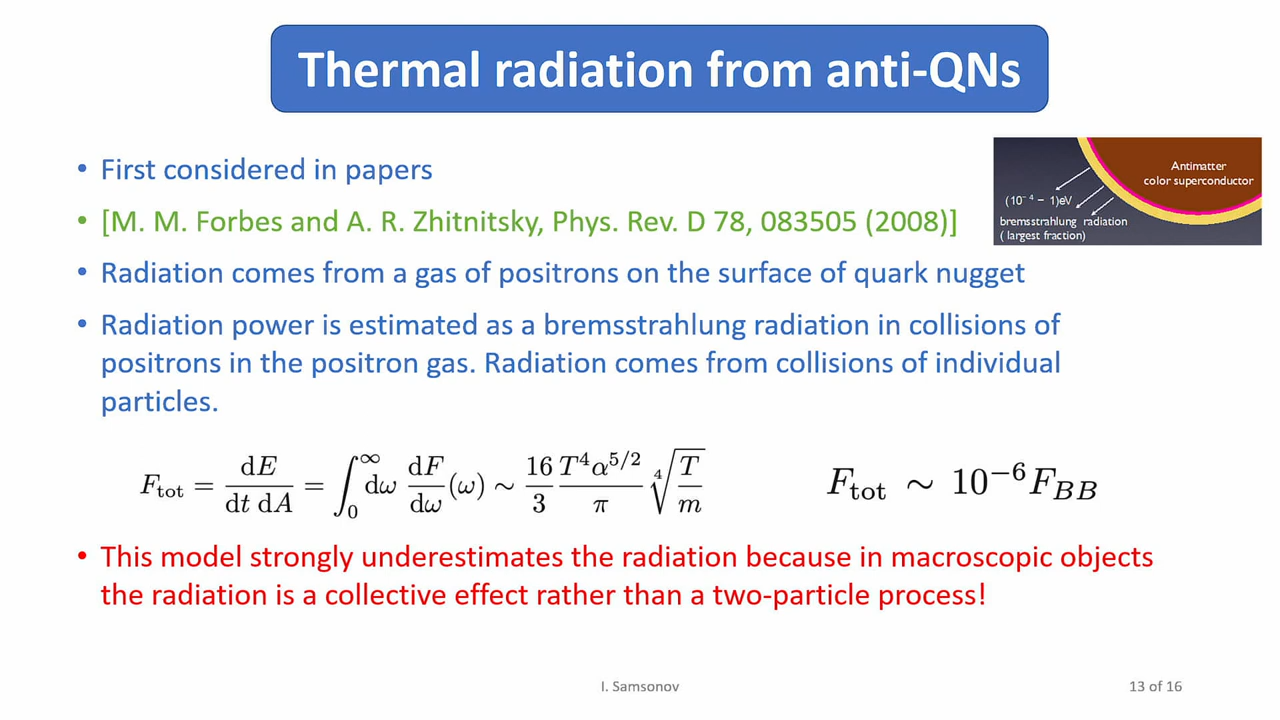 Thermal radiation from anti-QNs
• First considered in papers
• [M. M. Forbes and A. R. Zhitnitsky, Phys. Rev. D 78, 083505 (2008)]
• Radiation comes from a gas of positrons on the surface of quark nugget
• Radiation power is estimated as a bremsstrahlung radiation in collisions of
positrons in the positron gas. Radiation comes from collisions of individual
particles.
Antimatter
color superconductor
(10⁻⁴ – 1)eV
bremsstrahlung radiation
( largest fraction)
F_tot = dE/(dt dA) = ∫₀^∞ dω dF/dω (ω) ~ 16/3 T⁴α^{5/2}/π ⁴√(T/m)
F_tot ~ 10⁻⁶F_BB
• This model strongly underestimates the radiation because in macroscopic objects
the radiation is a collective effect rather than a two-particle process!
I. Samsonov
13 of 16